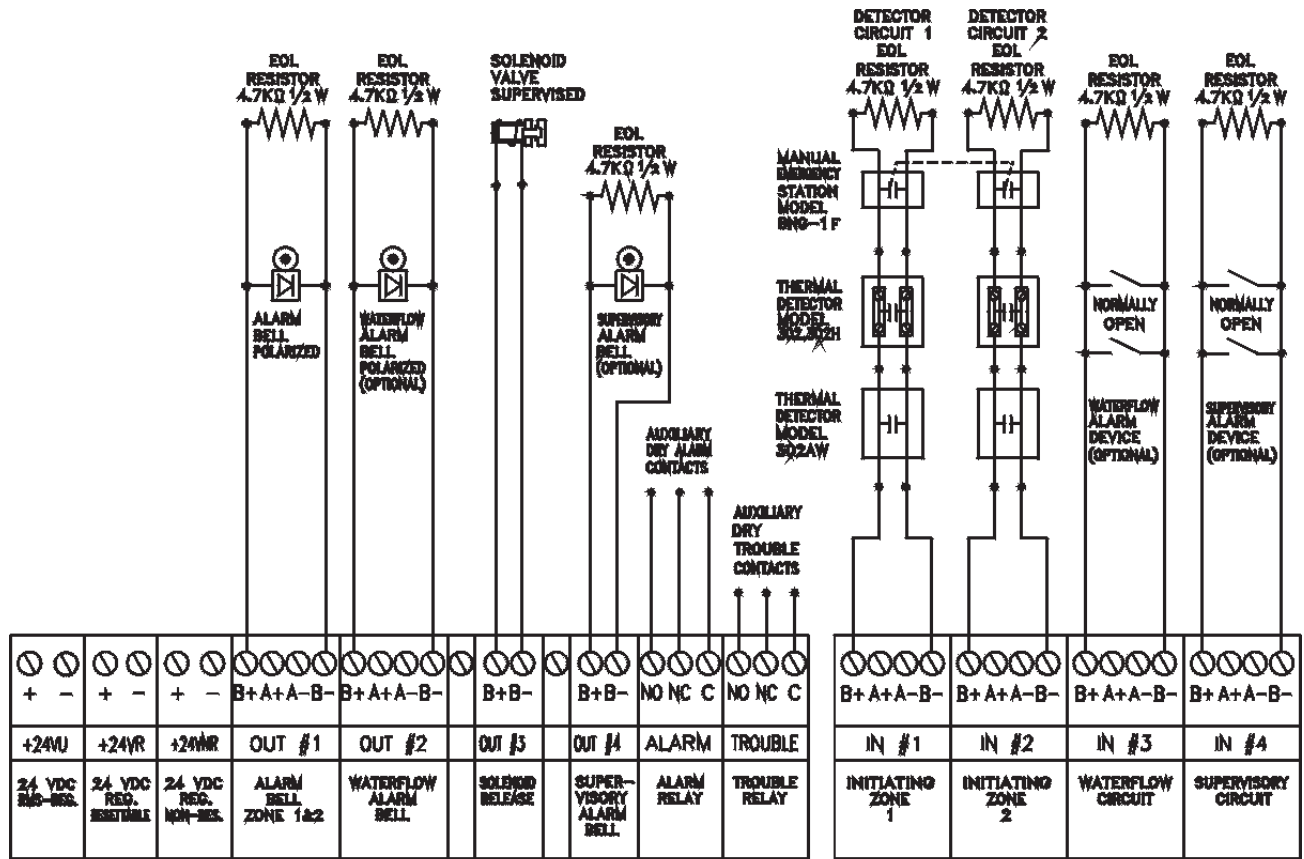 EOL
RESISTOR
4.7KΩ 1/2 W
EOL
RESISTOR
4.7KΩ 1/2 W
SOLENOID
VALVE
SUPERVISED
EOL
RESISTOR
4.7KΩ 1/2 W
DETECTOR
CIRCUIT 1
EOL
RESISTOR
4.7KΩ 1/2 W
DETECTOR
CIRCUIT 2
EOL
RESISTOR
4.7KΩ 1/2 W
EOL
RESISTOR
4.7KΩ 1/2 W
EOL
RESISTOR
4.7KΩ 1/2 W
MANUAL
EMERGENCY
STATION
MODEL
BNG-1F
ALARM
BELL
POLARIZED
WATERFLOW
ALARM
BELL
POLARIZED
(OPTIONAL)
SUPERVISORY
ALARM
BELL
(OPTIONAL)
THERMAL
DETECTOR
MODEL
302,302H
NORMALLY
OPEN
NORMALLY
OPEN
THERMAL
DETECTOR
MODEL
302AW
WATERFLOW
ALARM
DEVICE
(OPTIONAL)
SUPERVISORY
ALARM
DEVICE
(OPTIONAL)
AUXILIARY
DRY ALARM
CONTACTS
AUXILIARY
DRY
TROUBLE
CONTACTS
+ - + - + - B+A+A-B- B+A+A-B- B+B- B+B- NO NC C NO NC C B+A+A-B- B+A+A-B- B+A+A-B- B+A+A-B-
+24VU +24VR +24VNR OUT #1 OUT #2 OUT #3 OUT #4 ALARM TROUBLE IN #1 IN #2 IN #3 IN #4
24 VDC
24 VDC
REG.
RESETTABLE
24 VDC
REG.
NON-RES.
ALARM
BELL
ZONE 1&2
WATERFLOW
ALARM
BELL
SOLENOID
RELEASE
SUPER-
VISORY
ALARM
BELL
ALARM
RELAY
TROUBLE
RELAY
INITIATING
ZONE
1
INITIATING
ZONE
2
WATERFLOW
CIRCUIT
SUPERVISORY
CIRCUIT